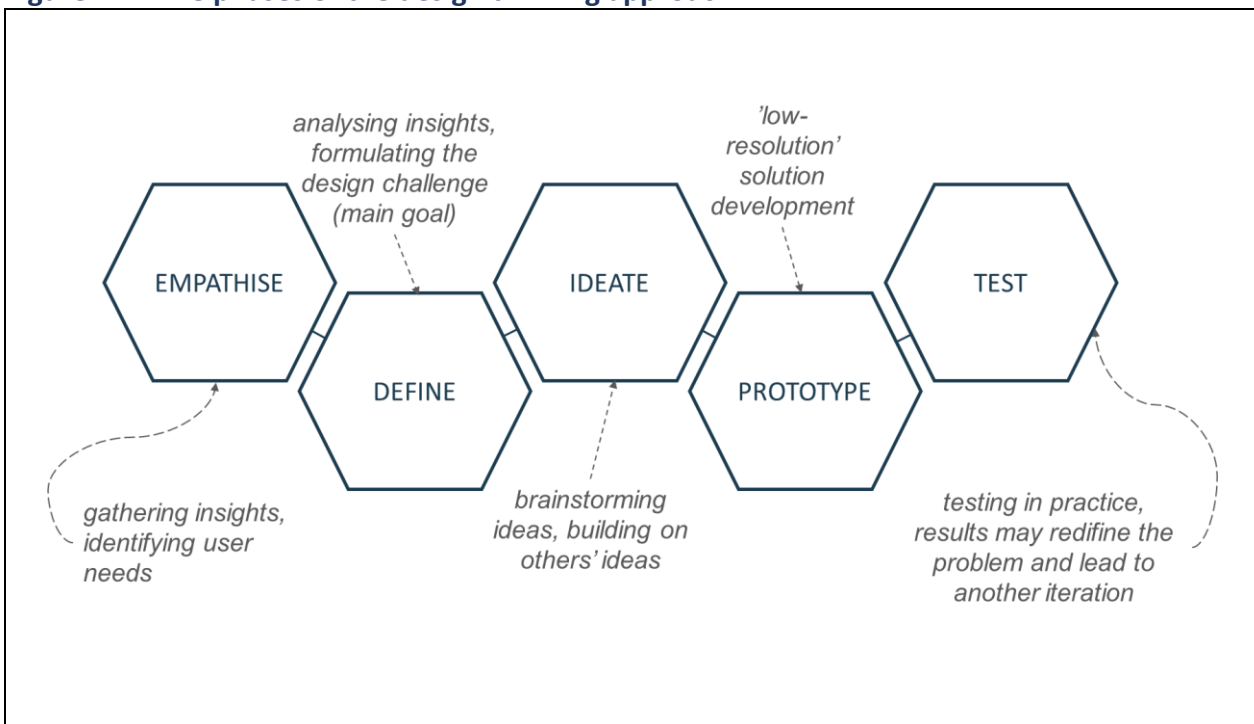 analysing insights,
formulating the
design challenge
(main goal)
'low-
resolution'
solution
development
EMPATHISE
IDEATE
TEST
DEFINE
PROTOTYPE
gathering insights,
identifying user
needs
brainstorming
ideas, building on
others' ideas
testing in practice,
results may redifine the
problem and lead to
another iteration